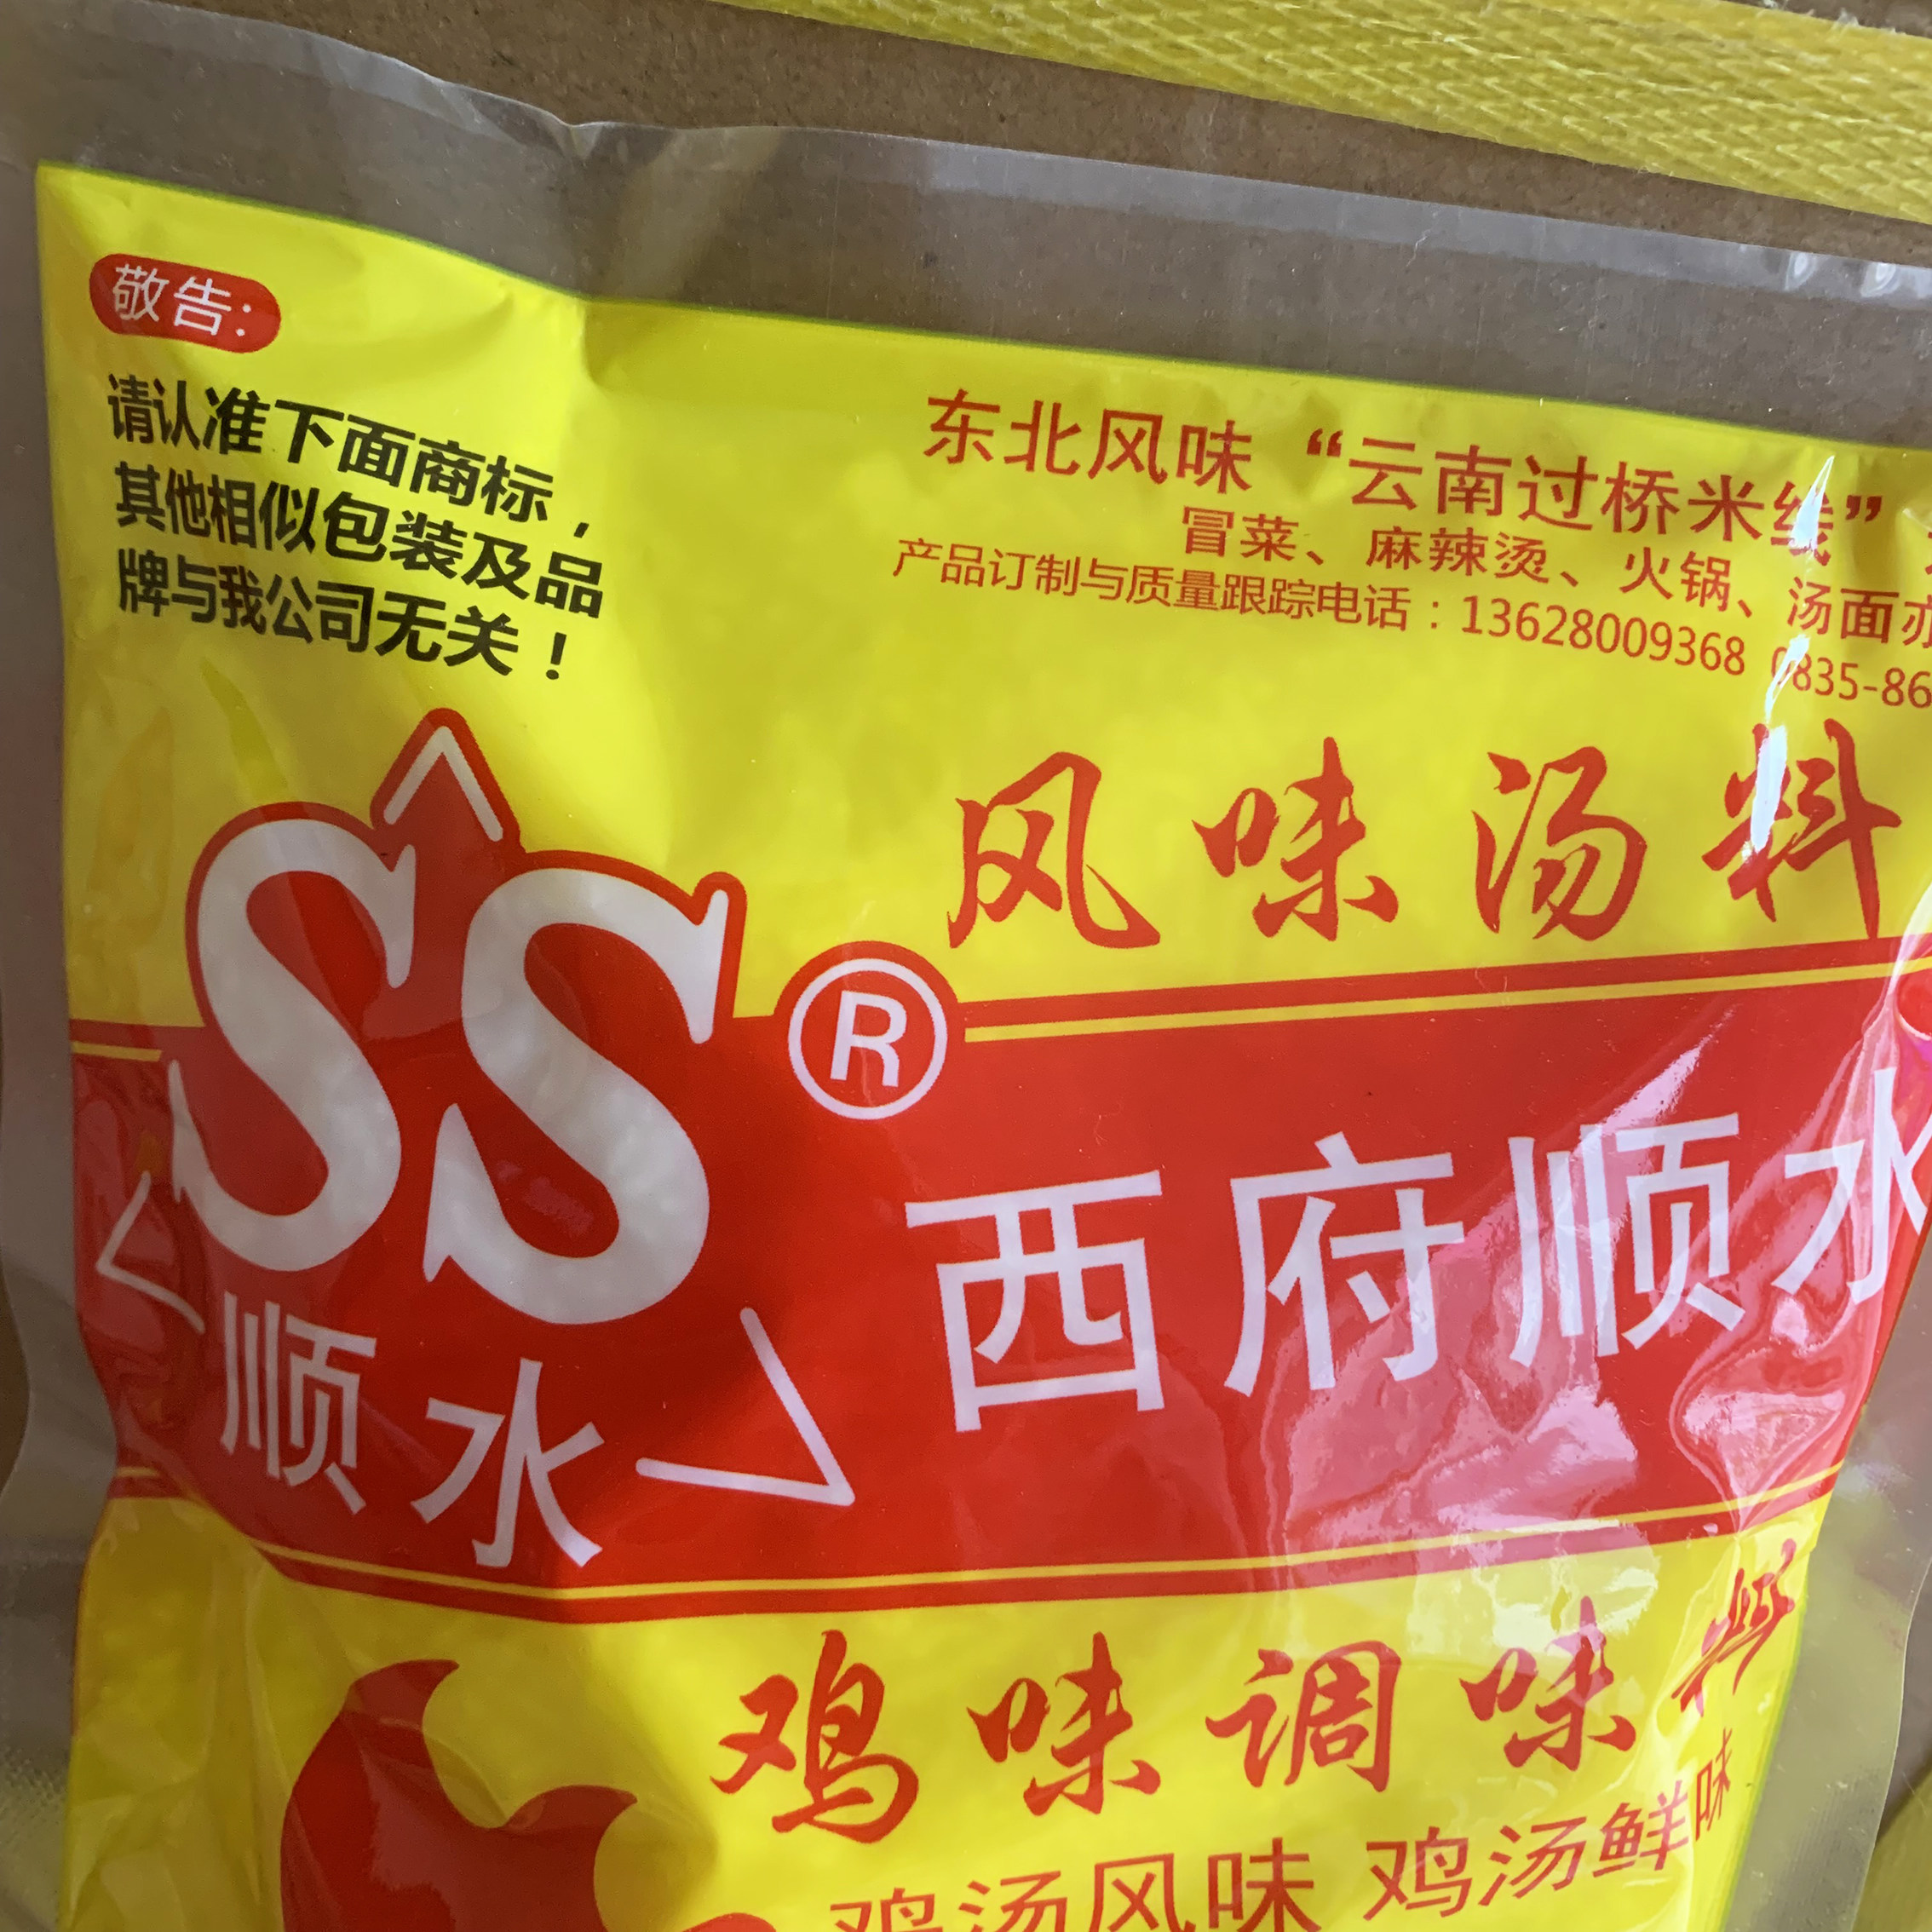 敬告:
请认准下面商标，
其他相似包装及品
牌与我公司无关！
东北风味“云南过桥米线”
冒菜、麻辣烫、火锅、汤面亦
产品订制与质量跟踪电话：13628009368 0835-86
风味汤料
SS®
顺水
西府顺水
鸡味调味料
鸡汤风味 鸡汤鲜味